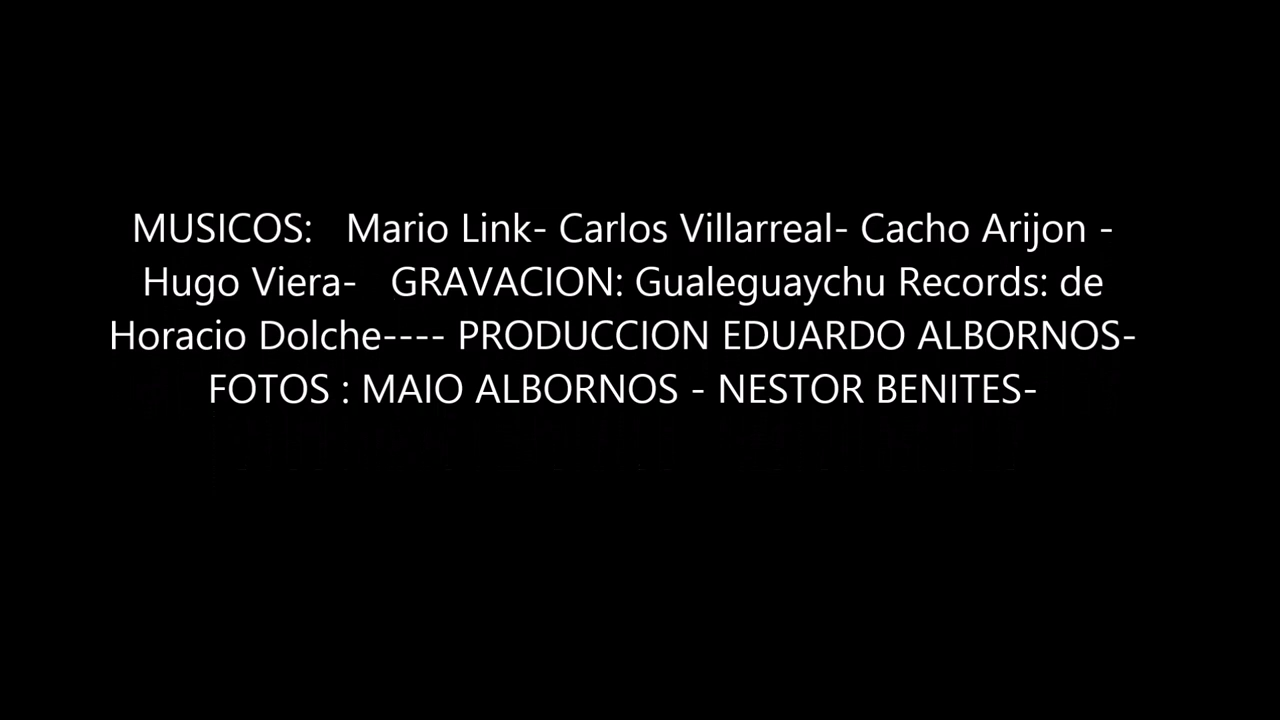 MUSICOS:   Mario Link- Carlos Villarreal- Cacho Arijon -
Hugo Viera-   GRAVACION: Gualeguaychu Records: de
Horacio Dolche---- PRODUCCION EDUARDO ALBORNOS-
FOTOS : MAIO ALBORNOS - NESTOR BENITES-